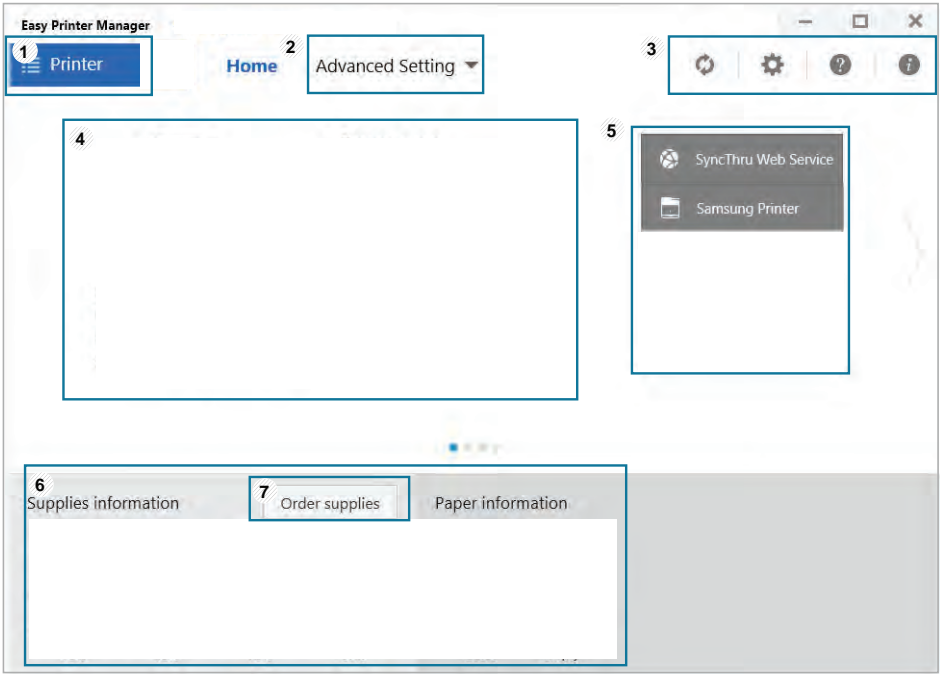 Easy Printer Manager
1
Printer
Home
2
Advanced Setting
3
4
5
SyncThru Web Service
Samsung Printer
6
Supplies information
7
Order supplies
Paper information